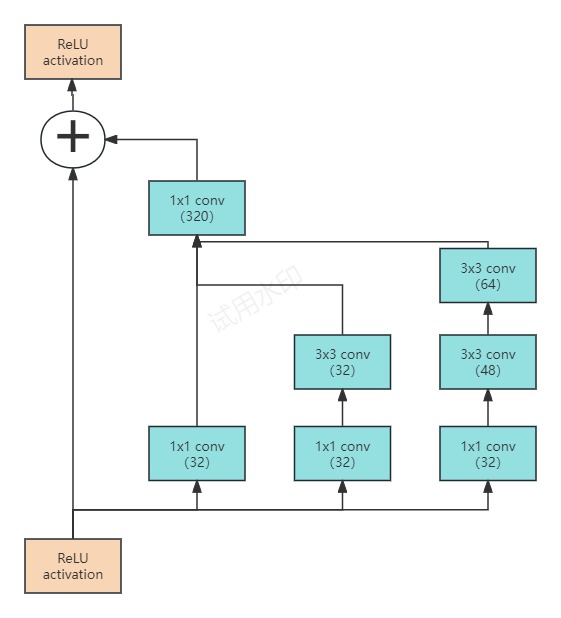 ReLU
activation
+
1x1 conv
(320)
3x3 conv
(64)
试用水印
3x3 conv
(32)
3x3 conv
(48)
1x1 conv
(32)
1x1 conv
(32)
1x1 conv
(32)
ReLU
activation